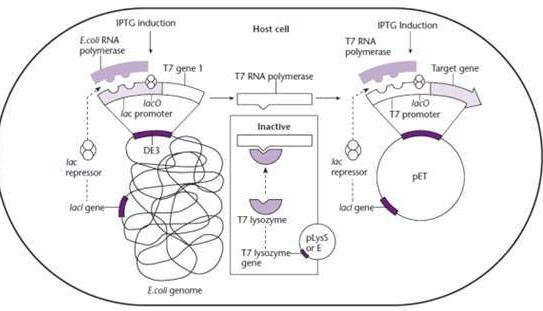 IPTG induction
Host cell
IPTG Induction
E.coli RNA
polymerase
T7 gene 1
T7 RNA polymerase
T7 RNA
polymerase
Target gene
lacO
lac promoter
lacO
T7 promoter
Inactive
DE3
lac
repressor
lac
repressor
pET
lacI gene
T7 lysozyme
lacI gene
pLysS
or E
T7 lysozyme
gene
E.coli genome